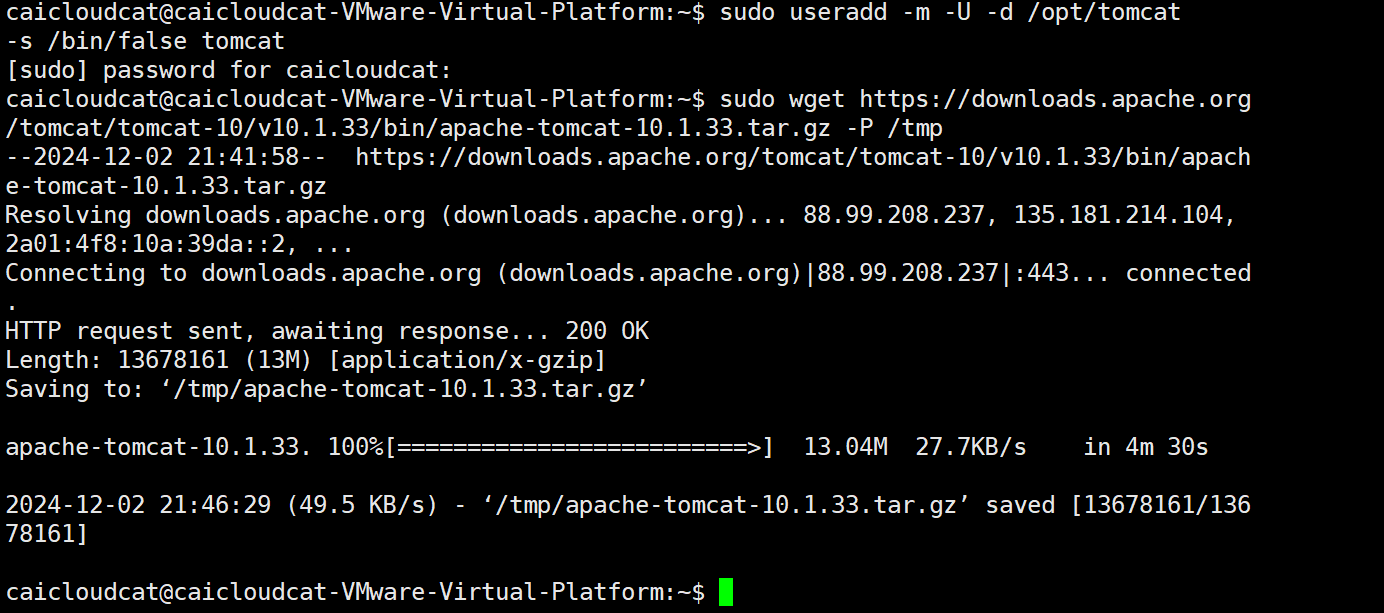 caicloudcat@caicloudcat-VMware-Virtual-Platform:~$ sudo useradd -m -U -d /opt/tomcat
-s /bin/false tomcat
[sudo] password for caicloudcat:
caicloudcat@caicloudcat-VMware-Virtual-Platform:~$ sudo wget https://downloads.apache.org
/tomcat/tomcat-10/v10.1.33/bin/apache-tomcat-10.1.33.tar.gz -P /tmp
--2024-12-02 21:41:58--  https://downloads.apache.org/tomcat/tomcat-10/v10.1.33/bin/apach
e-tomcat-10.1.33.tar.gz
Resolving downloads.apache.org (downloads.apache.org)... 88.99.208.237, 135.181.214.104,
2a01:4f8:10a:39da::2, ...
Connecting to downloads.apache.org (downloads.apache.org)|88.99.208.237|:443... connected
.
HTTP request sent, awaiting response... 200 OK
Length: 13678161 (13M) [application/x-gzip]
Saving to: ‘/tmp/apache-tomcat-10.1.33.tar.gz’
apache-tomcat-10.1.33. 100%[=========================>]  13.04M  27.7KB/s    in 4m 30s
2024-12-02 21:46:29 (49.5 KB/s) - ‘/tmp/apache-tomcat-10.1.33.tar.gz’ saved [13678161/136
78161]
caicloudcat@caicloudcat-VMware-Virtual-Platform:~$